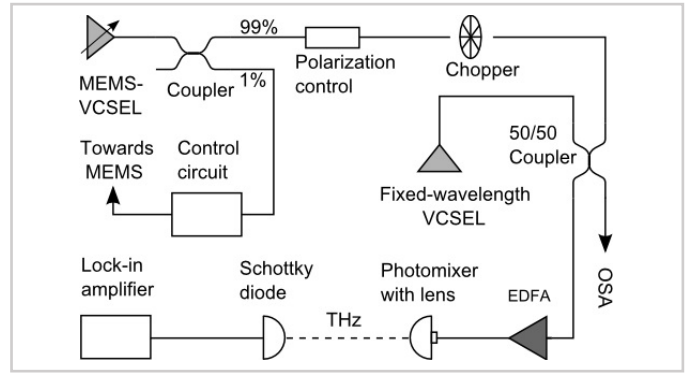 99%
MEMS-
VCSEL
Coupler
1%
Polarization
control
Chopper
Towards
MEMS
Control
circuit
50/50
Coupler
Fixed-wavelength
VCSEL
Lock-in
amplifier
Schottky
diode
THz
Photomixer
with lens
EDFA
OSA